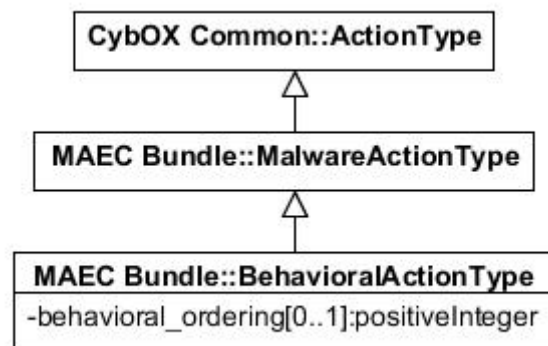 CybOX Common::ActionType
MAEC Bundle::MalwareActionType
MAEC Bundle::BehavioralActionType
-behavioral_ordering[0..1]:positiveInteger